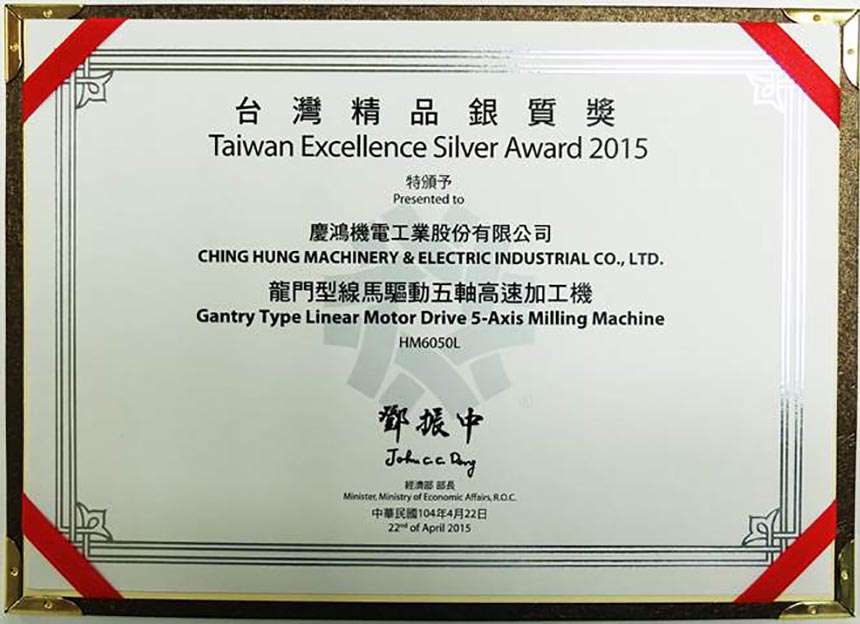 台灣精品銀質獎
Taiwan Excellence Silver Award 2015
特頒予
Presented to
慶鴻機電工業股份有限公司
CHING HUNG MACHINERY & ELECTRIC INDUSTRIAL CO., LTD.
龍門型線馬驅動五軸高速加工機
Gantry Type Linear Motor Drive 5-Axis Milling Machine
HM6050L
®
鄧振中
John C.C. Deng
經濟部 部長
Minister, Ministry of Economic Affairs, R.O.C.
中華民國104年4月22日
22nd of April 2015